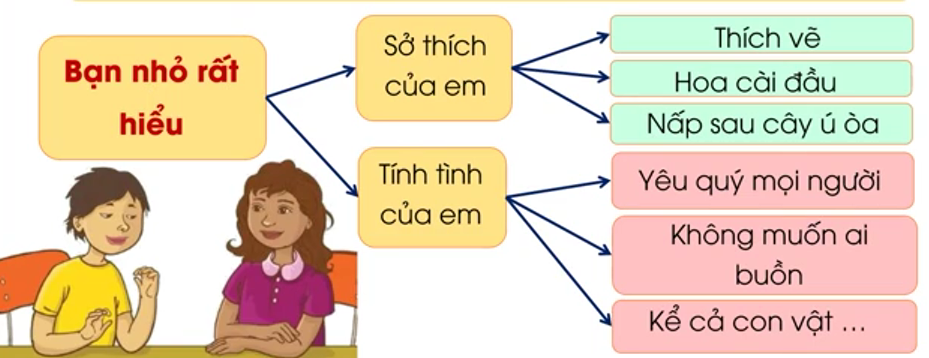 Bạn nhỏ rất
hiểu
Sở thích
của em
Thích vẽ
Hoa cài đầu
Nấp sau cây ú òa
Tính tình
của em
Yêu quý mọi người
Không muốn ai
buồn
Kể cả con vật ...